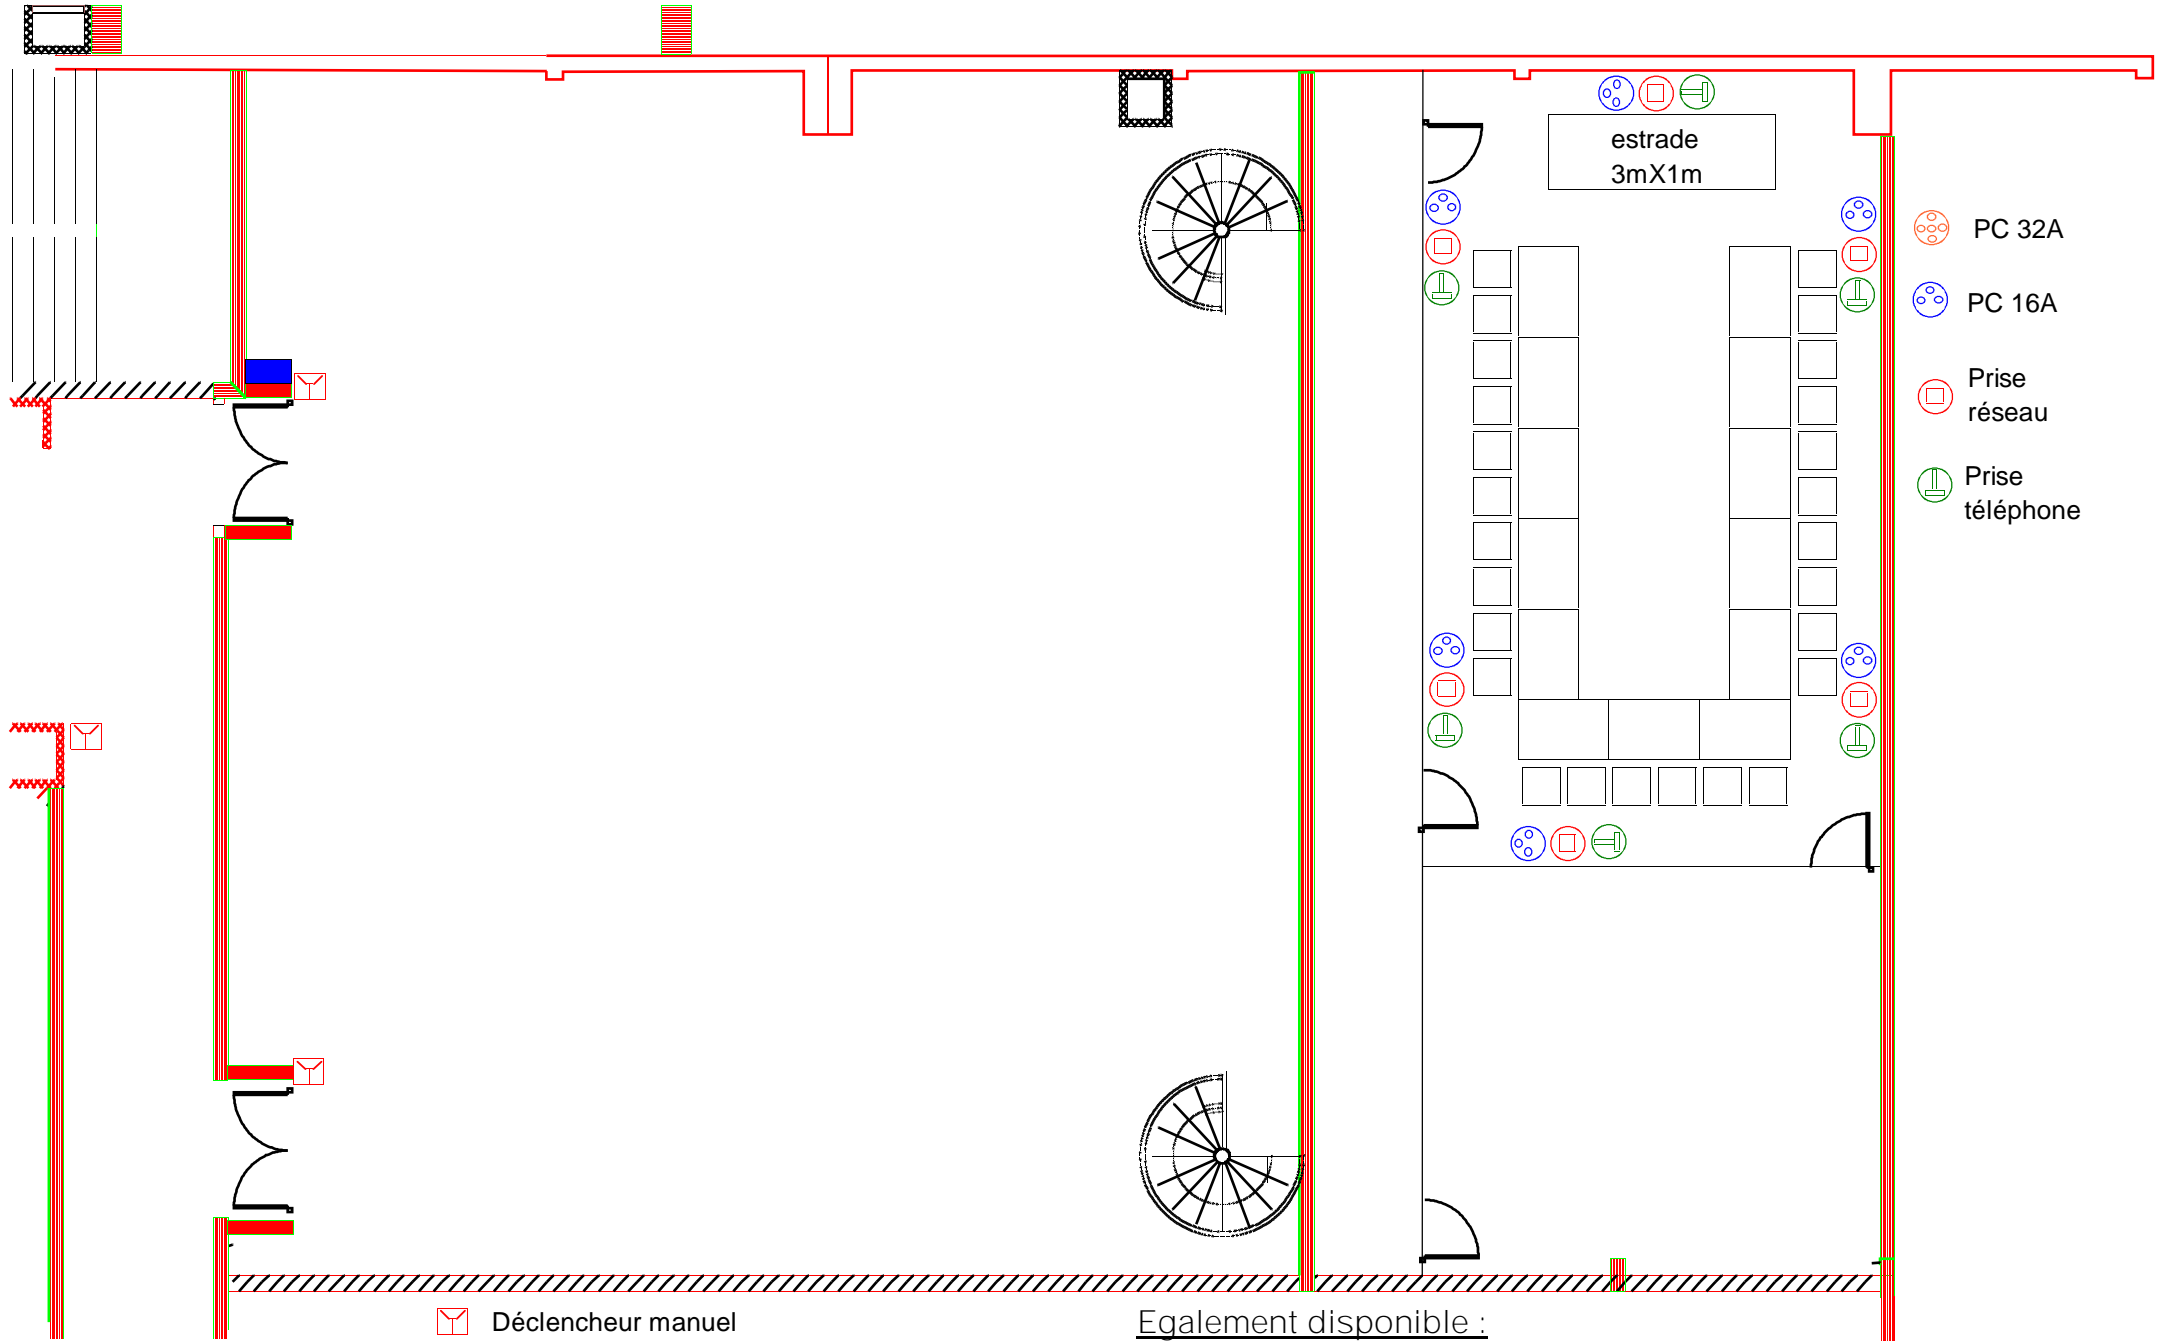 estrade
3mX1m
PC 32A
PC 16A
Prise
réseau
Prise
téléphone
Déclencheur manuel
Egalement disponible :